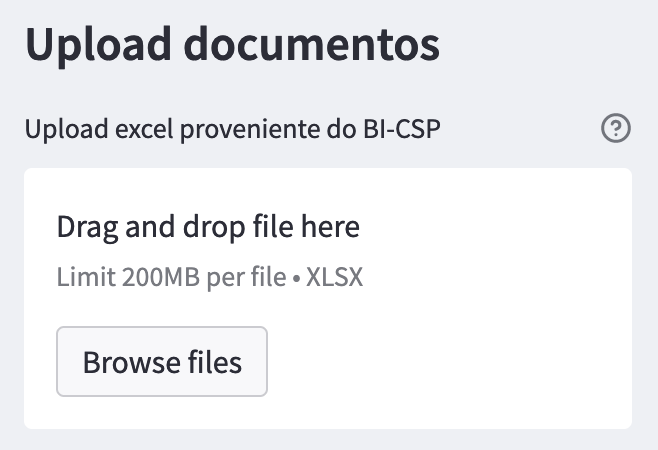 Upload documentos
Upload excel proveniente do BI-CSP
Drag and drop file here
Limit 200MB per file • XLSX
Browse files